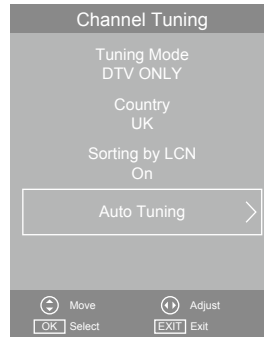 Channel Tuning
Tuning Mode
DTV ONLY
Country
UK
Sorting by LCN
On
Auto Tuning
Move Adjust
OK Select EXIT Exit